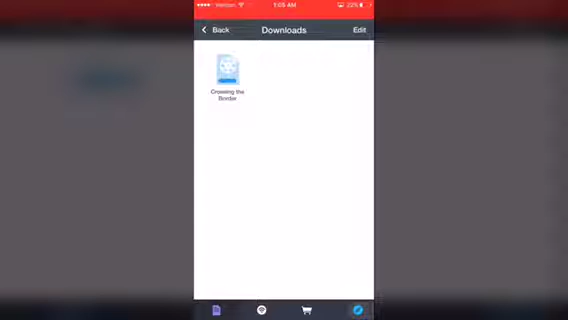 Verizon 1:05 AM 22%
Back Downloads Edit
Crossing the
Border